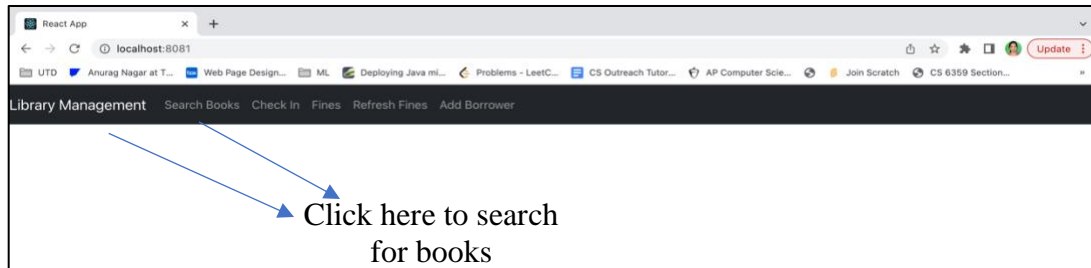 React App
localhost:8081
Update
UTD Anurag Nagar at T... Web Page Design... ML Deploying Java mi... Problems - LeetC... CS Outreach Tutor... AP Computer Scie... Join Scratch CS 6359 Section... »
Library Management Search Books Check In Fines Refresh Fines Add Borrower
Click here to search
for books